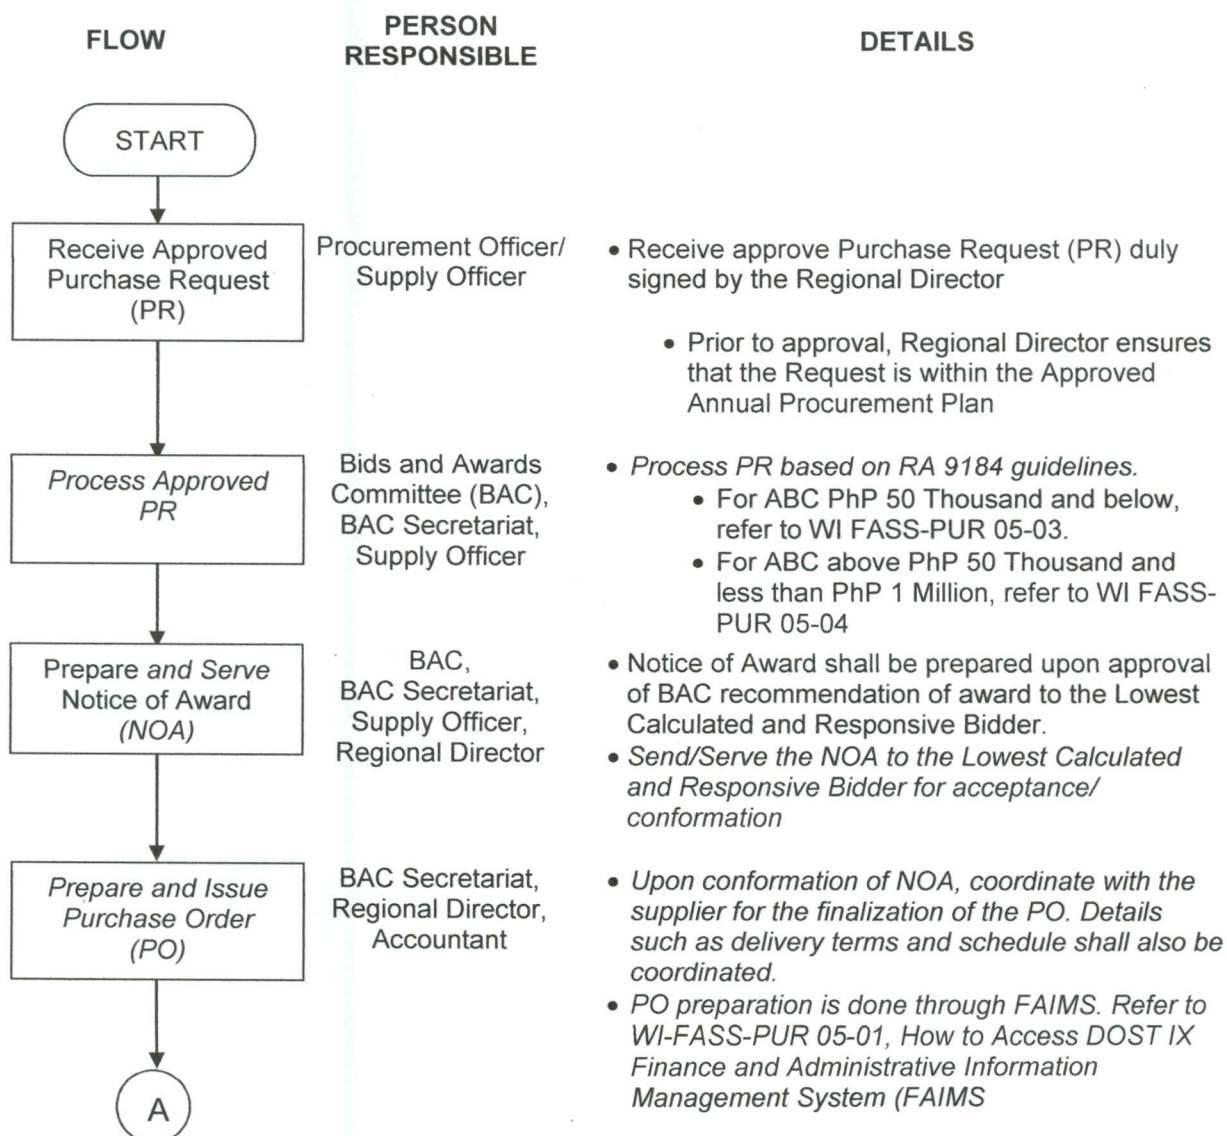 FLOW
PERSON
RESPONSIBLE
DETAILS
START
Receive Approved
Purchase Request
(PR)
Procurement Officer/
Supply Officer
• Receive approve Purchase Request (PR) duly
signed by the Regional Director
• Prior to approval, Regional Director ensures
that the Request is within the Approved
Annual Procurement Plan
Process Approved
PR
Bids and Awards
Committee (BAC),
BAC Secretariat,
Supply Officer
• Process PR based on RA 9184 guidelines.
• For ABC PhP 50 Thousand and below,
refer to WI FASS-PUR 05-03.
• For ABC above PhP 50 Thousand and
less than PhP 1 Million, refer to WI FASS-
PUR 05-04
Prepare and Serve
Notice of Award
(NOA)
BAC,
BAC Secretariat,
Supply Officer,
Regional Director
• Notice of Award shall be prepared upon approval
of BAC recommendation of award to the Lowest
Calculated and Responsive Bidder.
• Send/Serve the NOA to the Lowest Calculated
and Responsive Bidder for acceptance/
conformation
Prepare and Issue
Purchase Order
(PO)
BAC Secretariat,
Regional Director,
Accountant
• Upon conformation of NOA, coordinate with the
supplier for the finalization of the PO. Details
such as delivery terms and schedule shall also be
coordinated.
• PO preparation is done through FAIMS. Refer to
WI-FASS-PUR 05-01, How to Access DOST IX
Finance and Administrative Information
Management System (FAIMS
A